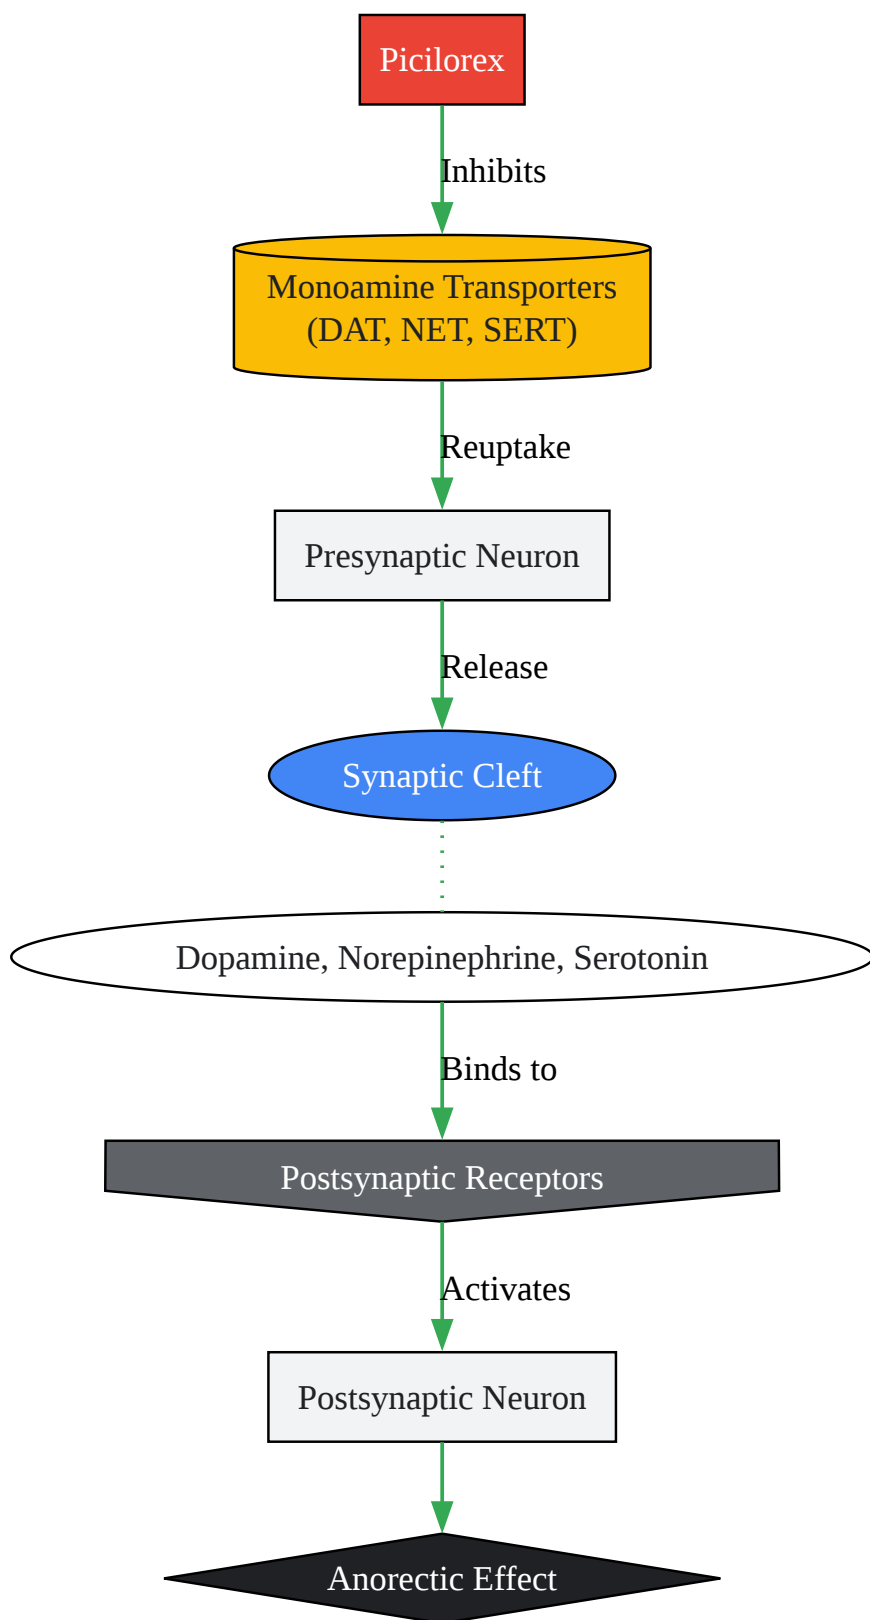 Picilorex
Inhibits
Monoamine Transporters
(DAT, NET, SERT)
Reuptake
Presynaptic Neuron
Release
Synaptic Cleft
Dopamine, Norepinephrine, Serotonin
Binds to
Postsynaptic Receptors
Activates
Postsynaptic Neuron
Anorectic Effect